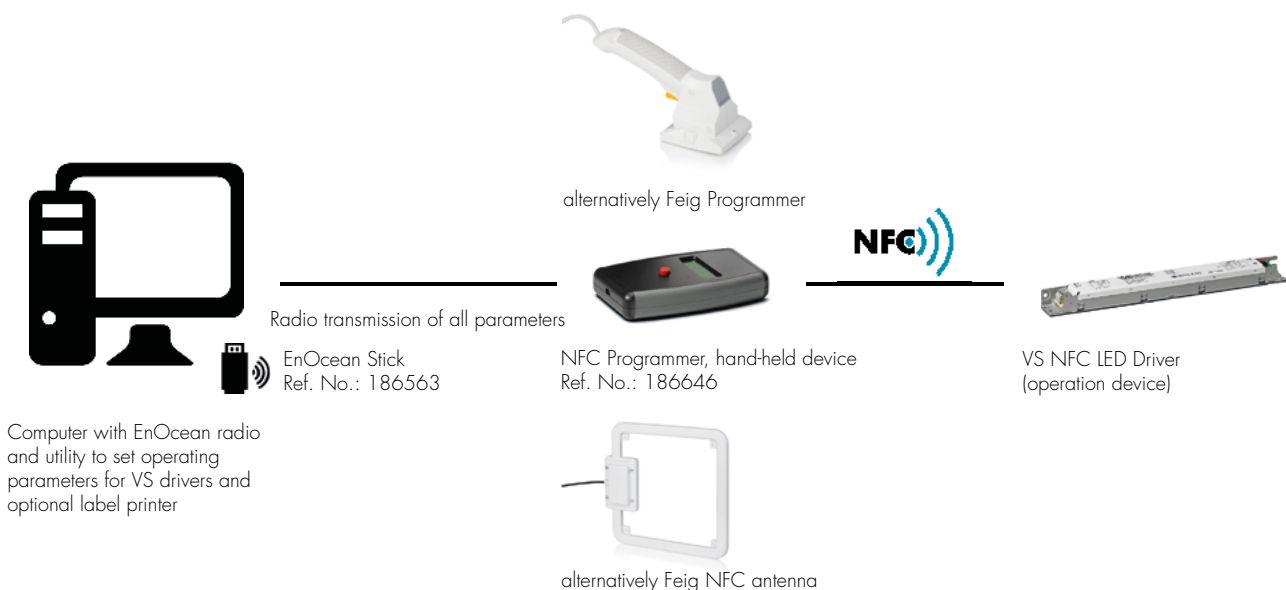 alternatively Feig Programmer
NFC
Radio transmission of all parameters
EnOcean Stick
Ref. No.: 186563
NFC Programmer, hand-held device
Ref. No.: 186646
VS NFC LED Driver
(operation device)
Computer with EnOcean radio
and utility to set operating
parameters for VS drivers and
optional label printer
alternatively Feig NFC antenna